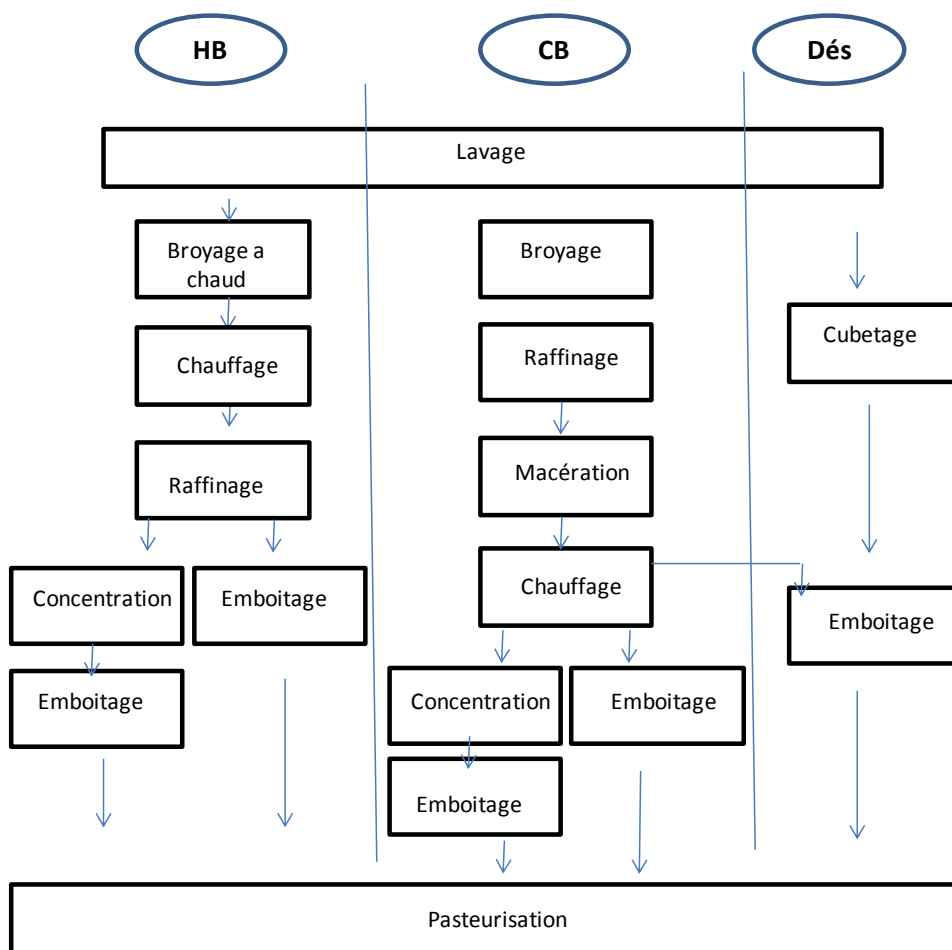 HB
CB
Dés
Lavage
Broyage a
chaud
Broyage
Cubetage
Chauffage
Raffinage
Raffinage
Macération
Chauffage
Concentration
Emboitage
Emboitage
Emboitage
Concentration
Emboitage
Emboitage
Pasteurisation